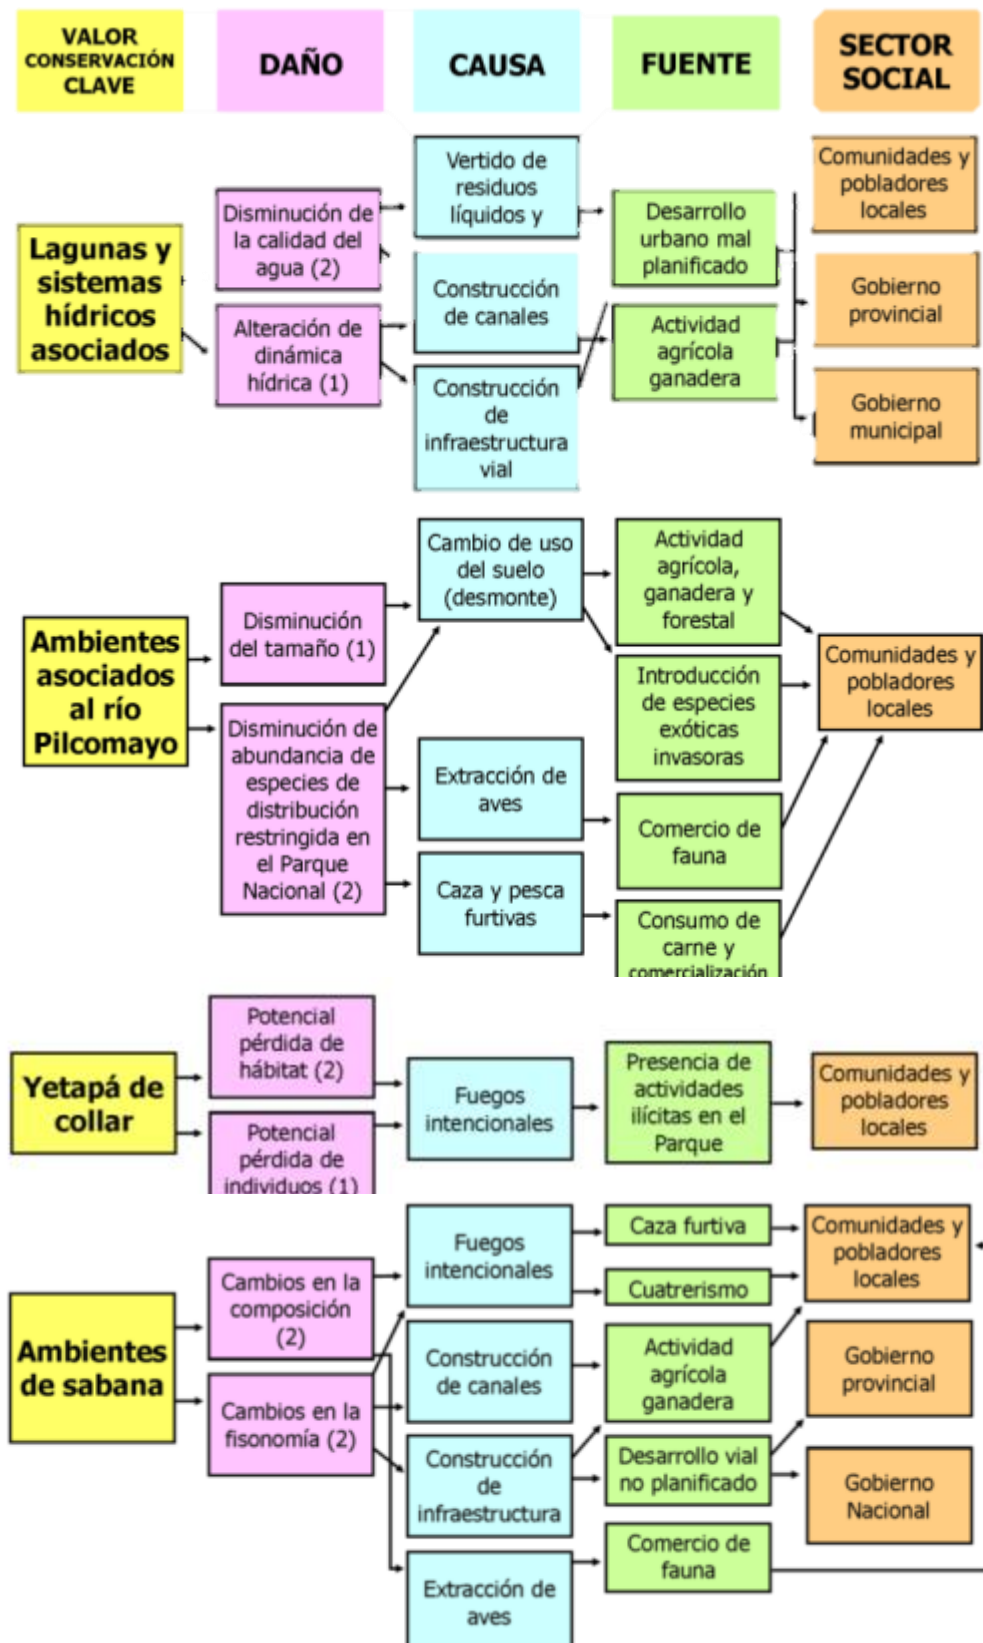 VALOR
CONSERVACIÓN
CLAVE
DAÑO
CAUSA
FUENTE
SECTOR
SOCIAL
Lagunas y
sistemas
hídricos
asociados
Disminución de
la calidad del
agua (2)
Alteración de
dinámica
hídrica (1)
Vertido de
residuos
líquidos y
Construcción
de canales
Construcción
de
infraestructura
vial
Desarrollo
urbano mal
planificado
Actividad
agrícola
ganadera
Comunidades y
pobladores
locales
Gobierno
provincial
Gobierno
municipal
Ambientes
asociados
al río
Pilcomayo
Disminución
del tamaño (1)
Disminución de
abundancia de
especies de
distribución
restringida en
el Parque
Nacional (2)
Cambio de uso
del suelo
(desmonte)
Extracción de
aves
Caza y pesca
furtivas
Actividad
agrícola,
ganadera y
forestal
Introducción
de especies
exóticas
invasoras
Comercio de
fauna
Consumo de
carne y
comercialización
Comunidades y
pobladores
locales
Yetapá de
collar
Potencial
pérdida de
hábitat (2)
Potencial
pérdida de
individuos (1)
Fuegos
intencionales
Presencia de
actividades
ilícitas en el
Parque
Comunidades y
pobladores
locales
Ambientes
de sabana
Cambios en la
composición
(2)
Cambios en la
fisonomía (2)
Fuegos
intencionales
Construcción
de canales
Construcción
de
infraestructura
Extracción de
aves
Caza furtiva
Cuatrerismo
Actividad
agrícola
ganadera
Desarrollo vial
no planificado
Comercio de
fauna
Comunidades y
pobladores
locales
Gobierno
provincial
Gobierno
Nacional